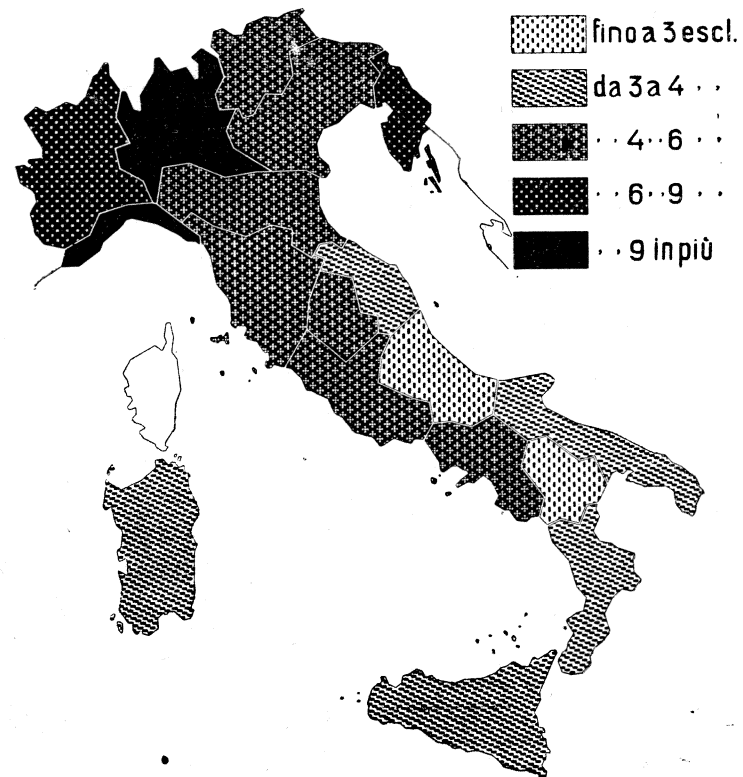 fino a 3 escl.
da 3 a 4 · ·
· · 4 · · 6 · ·
· · 6 · · 9 · ·
· · 9 in più